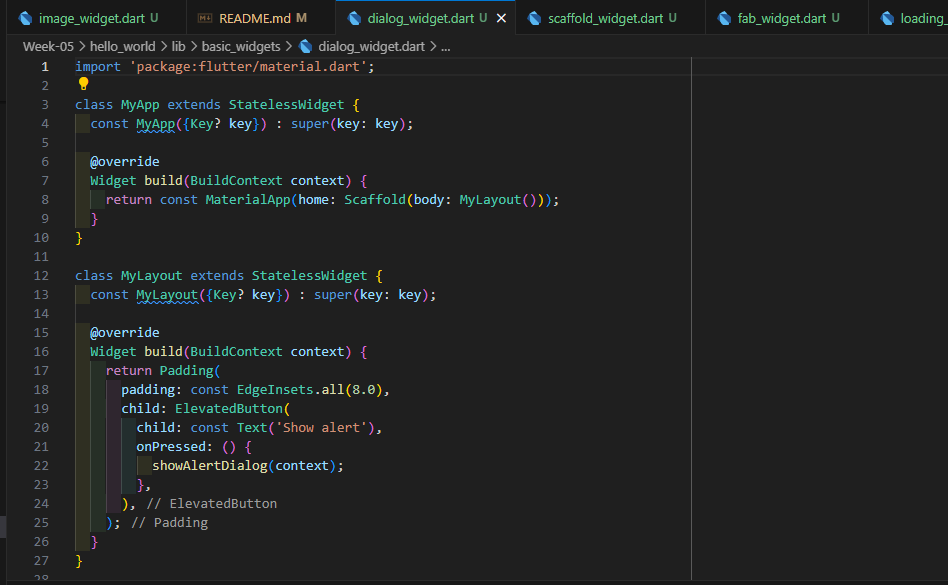 image_widget.dart U README.md M dialog_widget.dart U scaffold_widget.dart U fab_widget.dart U loading_
Week-05 > hello_world > lib > basic_widgets > dialog_widget.dart > ...
1 import 'package:flutter/material.dart';
2
3 class MyApp extends StatelessWidget {
4   const MyApp({Key? key}) : super(key: key);
5
6   @override
7   Widget build(BuildContext context) {
8     return const MaterialApp(home: Scaffold(body: MyLayout()));
9   }
10 }
11
12 class MyLayout extends StatelessWidget {
13   const MyLayout({Key? key}) : super(key: key);
14
15   @override
16   Widget build(BuildContext context) {
17     return Padding(
18       padding: const EdgeInsets.all(8.0),
19       child: ElevatedButton(
20         child: const Text('Show alert'),
21         onPressed: () {
22           showAlertDialog(context);
23         },
24       ), // ElevatedButton
25     ); // Padding
26   }
27 }
28